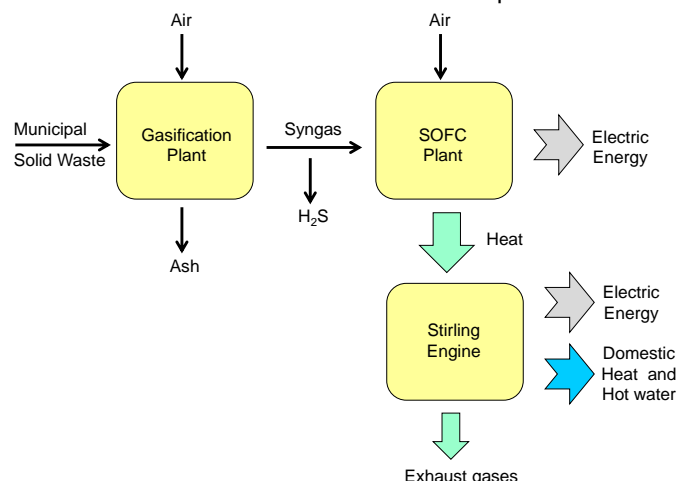 Air
Air
Municipal
Solid Waste
Gasification
Plant
Syngas
SOFC
Plant
Electric
Energy
H₂S
Ash
Heat
Stirling
Engine
Electric
Energy
Domestic
Heat and
Hot water
Exhaust gases